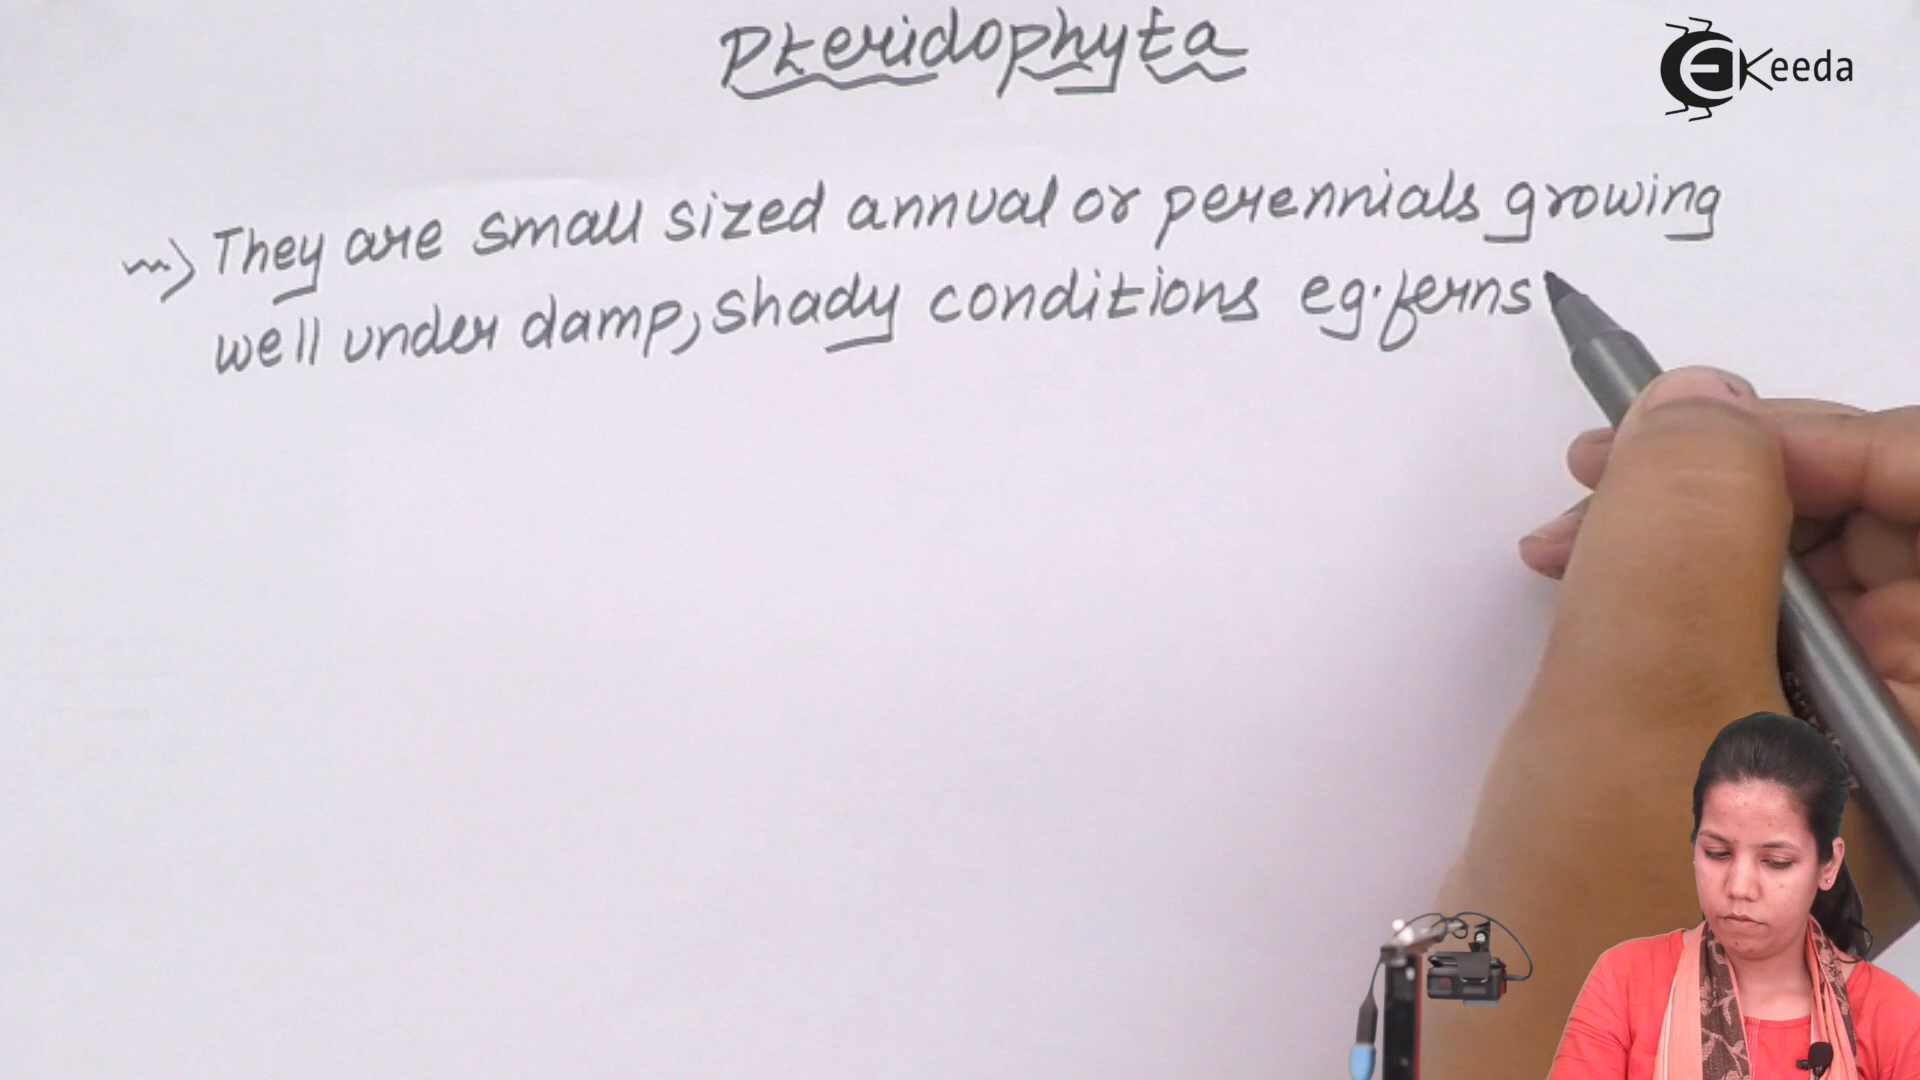 Pteridophyta
EKeeda
They are small sized annual or perennials growing
well under damp, shady conditions eg. ferns